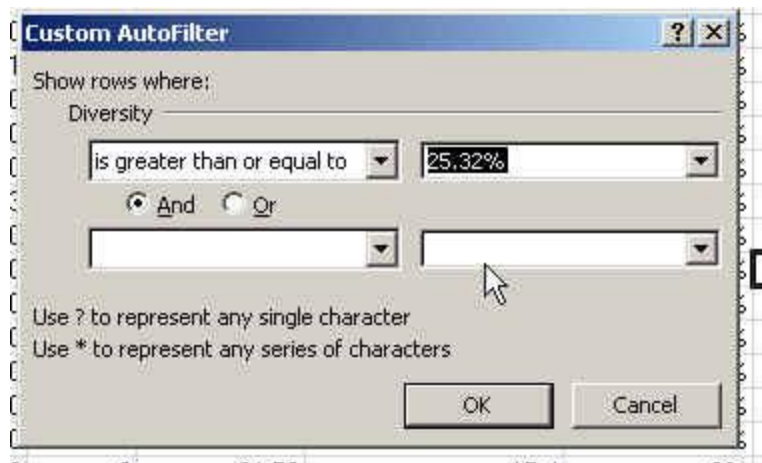 Custom AutoFilter
Show rows where:
Diversity
is greater than or equal to 25.32%
And Or
Use ? to represent any single character
Use * to represent any series of characters
OK Cancel